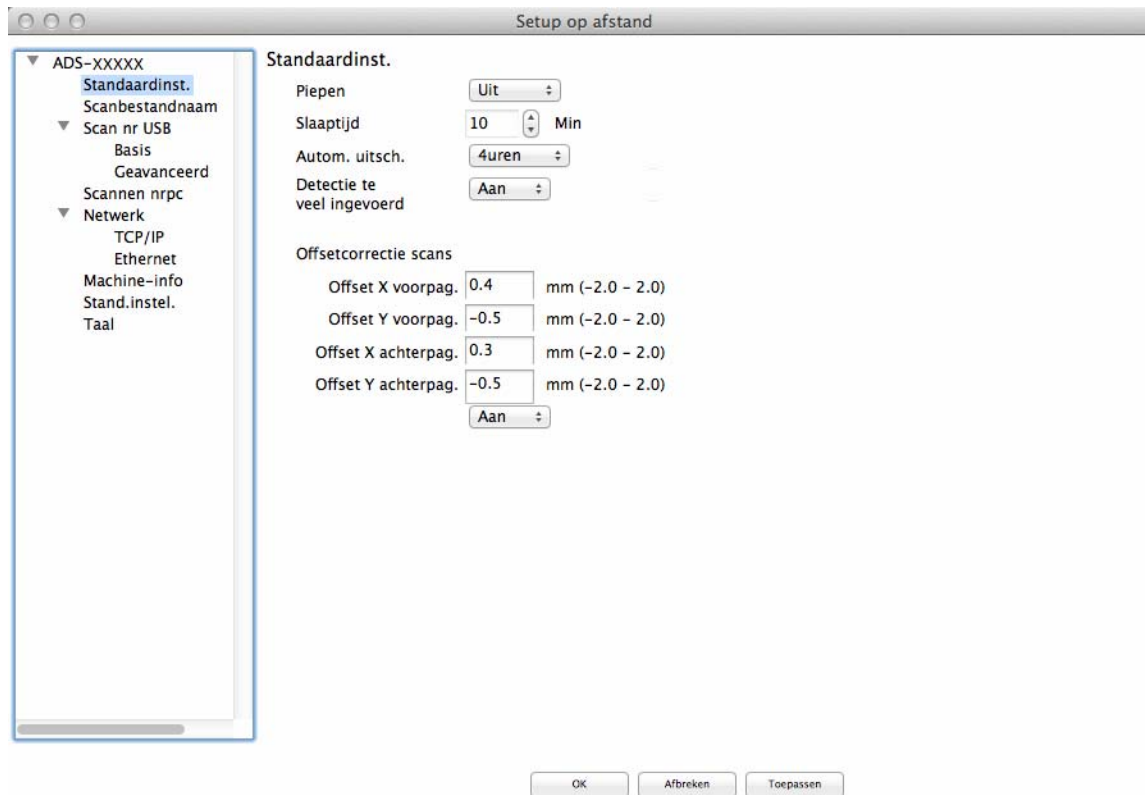 Setup op afstand
ADS-XXXXX
Standaardinst.
Scanbestandnaam
Scan nr USB
Basis
Geavanceerd
Scannen nrpc
Netwerk
TCP/IP
Ethernet
Machine-info
Stand.instel.
Taal
Standaardinst.
Piepen Uit
Slaaptijd 10 Min
Autom. uitsch. 4uren
Detectie te
veel ingevoerd Aan
Offsetcorrectie scans
Offset X voorpag. 0.4 mm (-2.0 - 2.0)
Offset Y voorpag. -0.5 mm (-2.0 - 2.0)
Offset X achterpag. 0.3 mm (-2.0 - 2.0)
Offset Y achterpag. -0.5 mm (-2.0 - 2.0)
Aan
OK Afbreken Toepassen